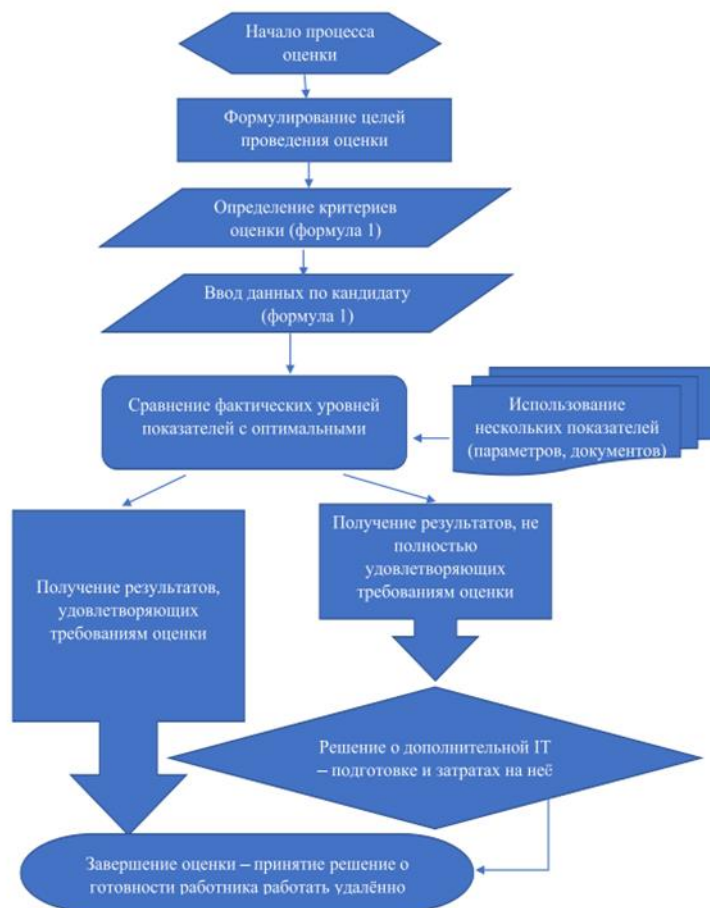 Начало процесса
оценки
Формулирование целей
проведения оценки
Определение критериев
оценки (формула 1)
Ввод данных по кандидату
(формула 1)
Сравнение фактических уровней
показателей с оптимальными
Использование
нескольких показателей
(параметров, документов)
Получение результатов, не
полностью
удовлетворяющих
требованиям оценки
Получение результатов,
удовлетворяющих
требованиям оценки
Решение о дополнительной IT
– подготовке и затратах на неё
Завершение оценки – принятие решение о
готовности работника работать удалённо